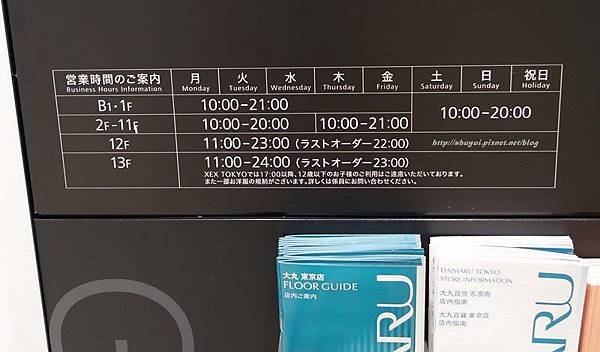 営業時間のご案内 月 火 水 木 金 土 日 祝日
Business Hours Information Monday Tuesday Wednesday Thursday Friday Saturday Sunday Holiday
B1・1F 10:00-21:00 10:00-20:00
2F-11F 10:00-20:00 10:00-21:00
12F 11:00-23:00 (ラストオーダー22:00) http://shuyui.pixnet.net/blog
13F 11:00-24:00 (ラストオーダー23:00)
XEX TOKYOでは17:00以降、12歳以下のお子様のご利用はご遠慮いただいております。
また一部お洋服の規制がございます。詳しくは係員にお問い合わせください。
大丸 東京店
FLOOR GUIDE
店内ご案内
DAIMARU TOKYO
STORE INFORMATION
大丸百货 东京店
店内指南
大丸百貨 東京店
店内指南